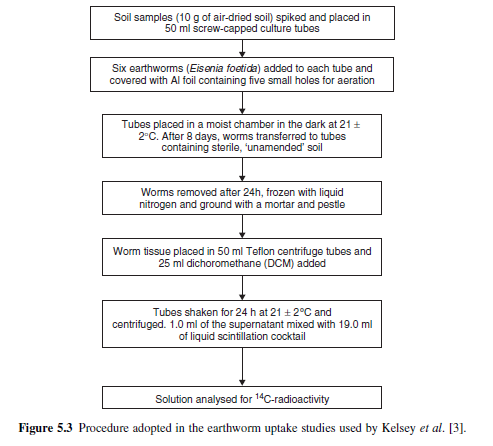 Soil samples (10 g of air-dried soil) spiked and placed in
50 ml screw-capped culture tubes
Six earthworms (Eisenia foetida) added to each tube and
covered with Al foil containing five small holes for aeration
Tubes placed in a moist chamber in the dark at 21 ±
2°C. After 8 days, worms transferred to tubes
containing sterile, ‘unamended’ soil
Worms removed after 24h, frozen with liquid
nitrogen and ground with a mortar and pestle
Worm tissue placed in 50 ml Teflon centrifuge tubes and
25 ml dichoromethane (DCM) added
Tubes shaken for 24 h at 21 ± 2°C and
centrifuged. 1.0 ml of the supernatant mixed with 19.0 ml
of liquid scintillation cocktail
Solution analysed for ¹⁴C-radioactivity
Figure 5.3 Procedure adopted in the earthworm uptake studies used by Kelsey et al. [3].